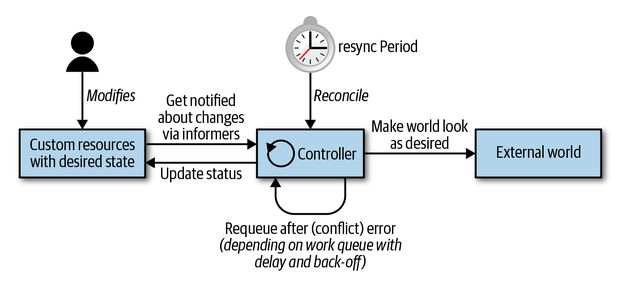 resync Period
Modifies
Reconcile
Get notified
about changes
via informers
Make world look
as desired
Custom resources
with desired state
Controller
External world
Update status
Requeue after (conflict) error
(depending on work queue with
delay and back-off)